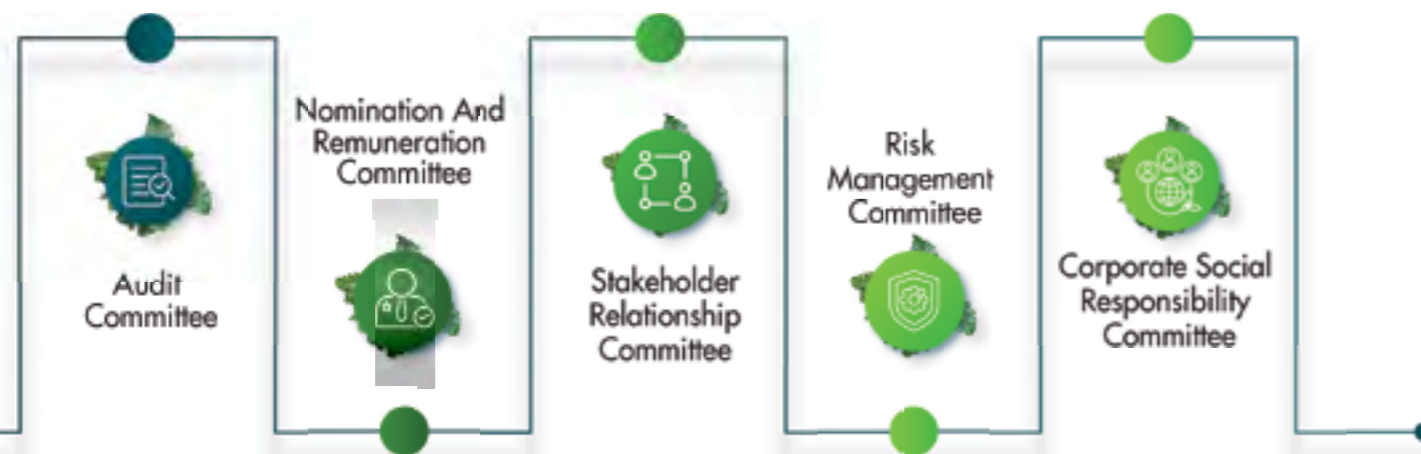 Audit
Committee
Nomination And
Remuneration
Committee
Stakeholder
Relationship
Committee
Risk
Management
Committee
Corporate Social
Responsibility
Committee